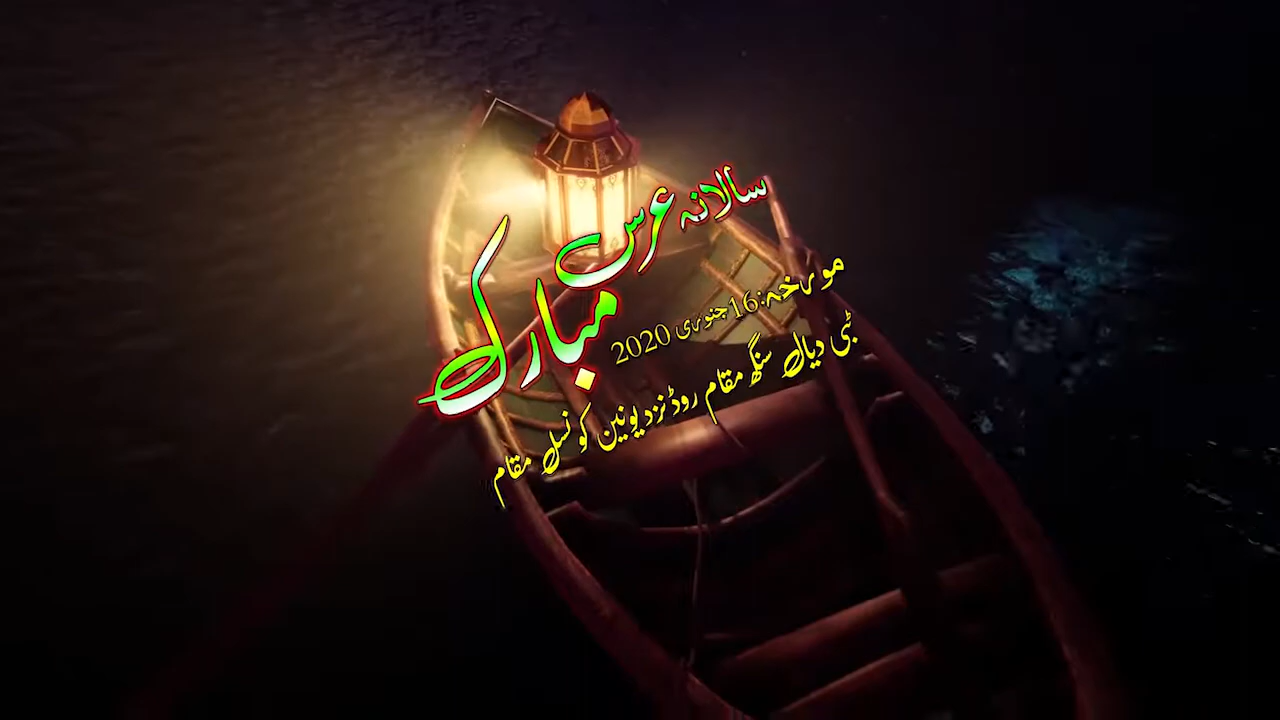 سالانہ عرس مبارک
مورخہ:16جنوری 2020
ٹبی دیال سنگھ مقام روڈ نزد یونین کونسل مقام